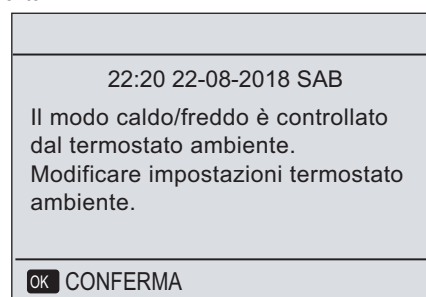 22:20 22-08-2018 SAB
Il modo caldo/freddo è controllato
dal termostato ambiente.
Modificare impostazioni termostato
ambiente.
OK CONFERMA